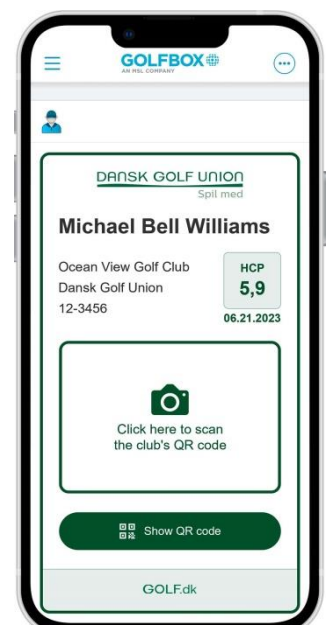 GOLFBOX
AN HSL COMPANY
DANSK GOLF UNION
Spil med
Michael Bell Williams
Ocean View Golf Club
Dansk Golf Union
12-3456
HCP
5,9
06.21.2023
Click here to scan
the club's QR code
Show QR code
GOLF.dk